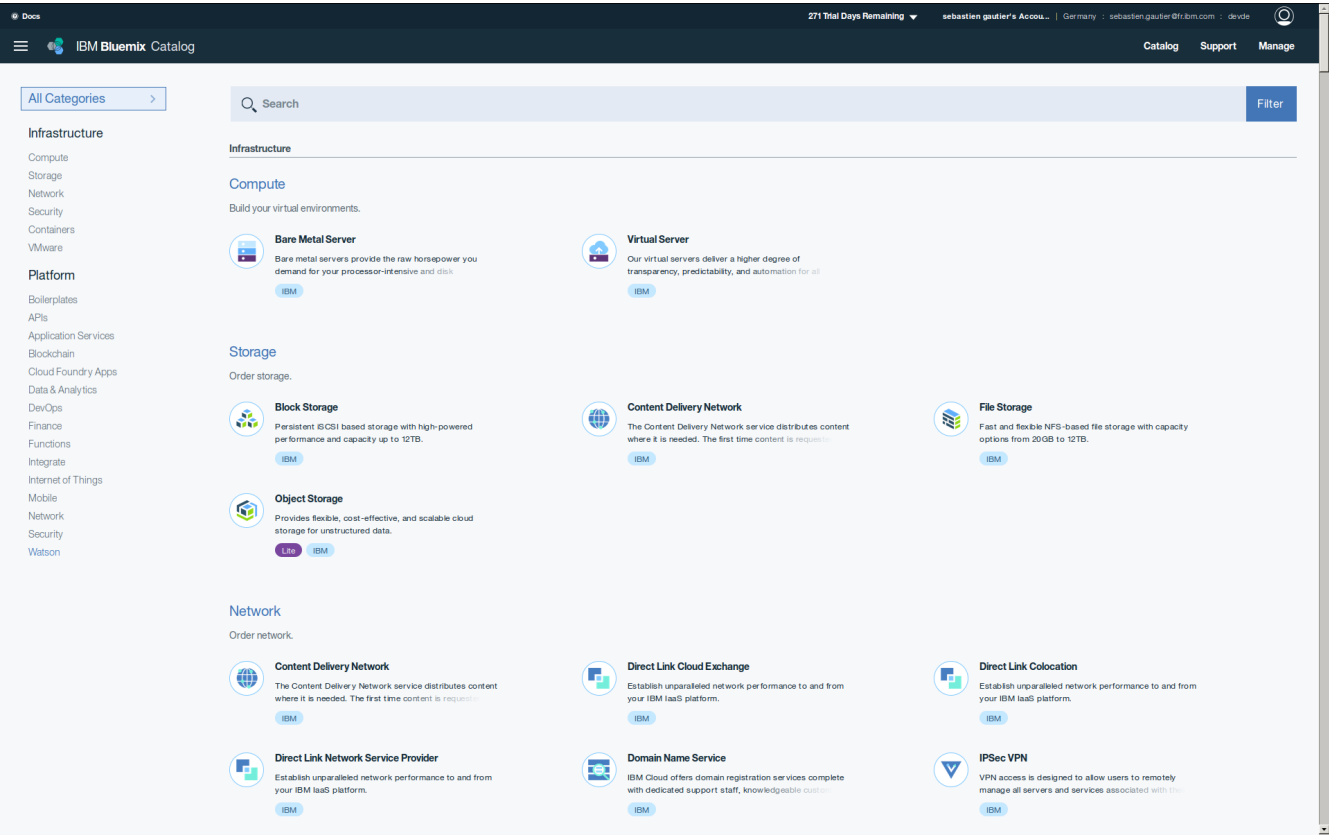 Docs
271 Trial Days Remaining
sebastien gautier's Accou... | Germany : sebastien.gautier@fr.ibm.com : devde
IBM Bluemix Catalog
Catalog Support Manage
All Categories
Infrastructure
Compute
Storage
Network
Security
Containers
VMware
Platform
Boilerplates
APIs
Application Services
Blockchain
Cloud Foundry Apps
Data & Analytics
DevOps
Finance
Functions
Integrate
Internet of Things
Mobile
Network
Security
Watson
Search
Filter
Infrastructure
Compute
Build your virtual environments.
Bare Metal Server
Bare metal servers provide the raw horsepower you
demand for your processor-intensive and disk
IBM
Virtual Server
Our virtual servers deliver a higher degree of
transparency, predictability, and automation for all
IBM
Storage
Order storage.
Block Storage
Persistent iSCSI based storage with high-powered
performance and capacity up to 12TB.
IBM
Content Delivery Network
The Content Delivery Network service distributes content
where it is needed. The first time content is requeste
IBM
File Storage
Fast and flexible NFS-based file storage with capacity
options from 20GB to 12TB.
IBM
Object Storage
Provides flexible, cost-effective, and scalable cloud
storage for unstructured data.
Lite IBM
Network
Order network.
Content Delivery Network
The Content Delivery Network service distributes content
where it is needed. The first time content is requeste
IBM
Direct Link Cloud Exchange
Establish unparalleled network performance to and from
your IBM IaaS platform.
IBM
Direct Link Colocation
Establish unparalleled network performance to and from
your IBM IaaS platform.
IBM
Direct Link Network Service Provider
Establish unparalleled network performance to and from
your IBM IaaS platform.
IBM
Domain Name Service
IBM Cloud offers domain registration services complete
with dedicated support staff, knowledgeable custom
IBM
IPSec VPN
VPN access is designed to allow users to remotely
manage all servers and services associated with the
IBM